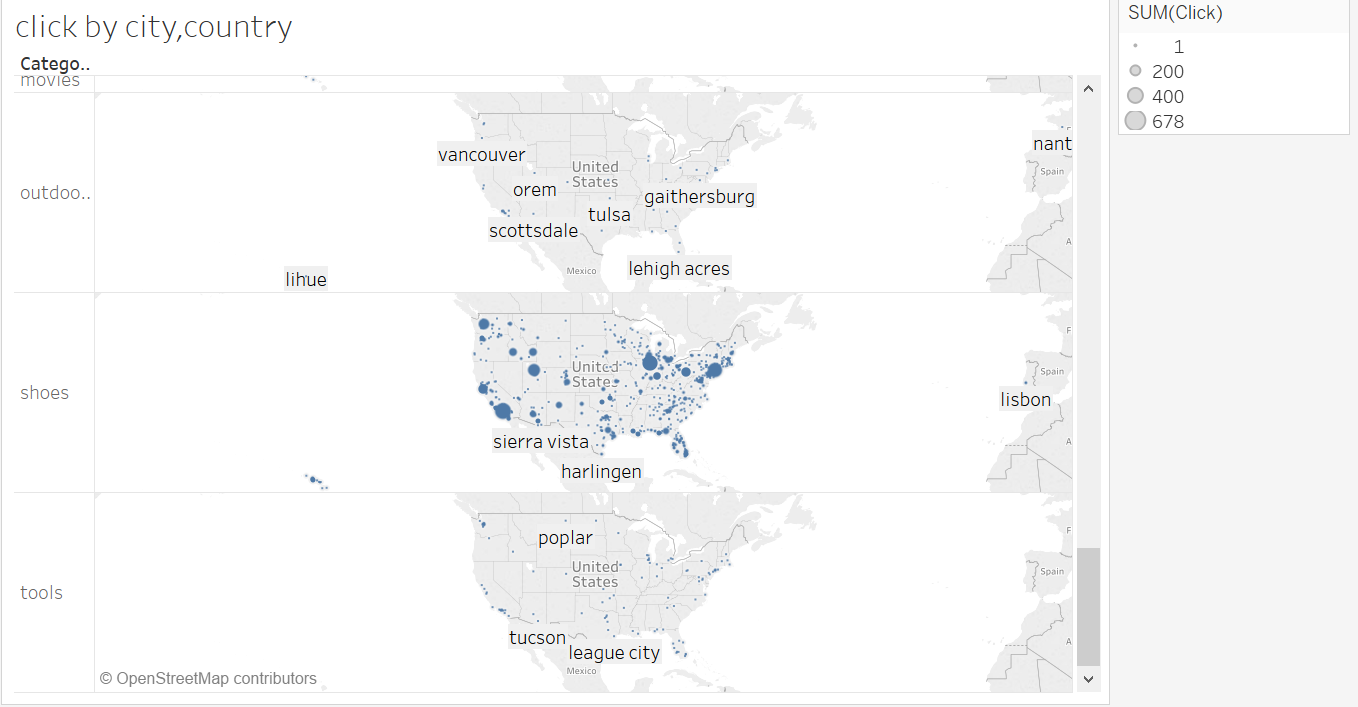 click by city,country
Catego..
movies
outdoo..
vancouver
orem
United
States
gaithersburg
tulsa
scottsdale
lehigh acres
Mexico
lihue
nant
Spain
A
shoes
United
State
sierra vista
harlingen
F
Spain
lisbon
A
tools
poplar
United
States
tucson
league city
Mexico
F
Spain
A
© OpenStreetMap contributors
SUM(Click)
1
200
400
678